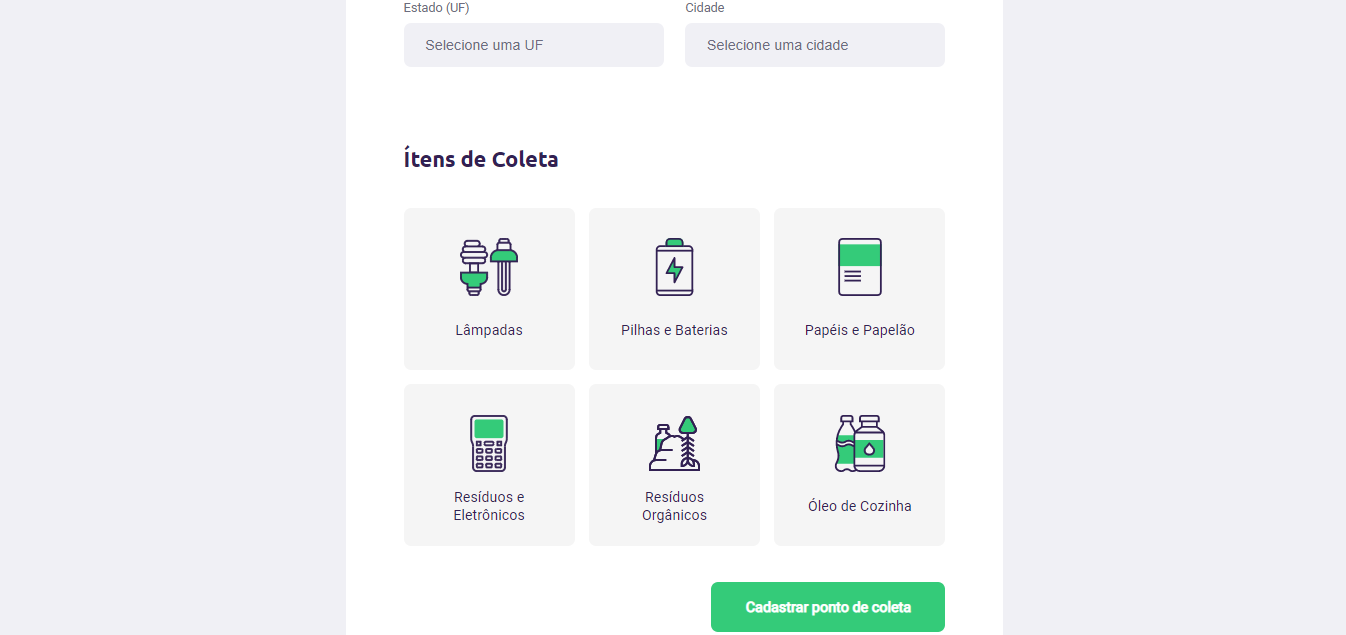 Estado (UF)
Cidade
Selecione uma UF
Selecione uma cidade
Ítens de Coleta
Lâmpadas
Pilhas e Baterias
Papéis e Papelão
Resíduos e
Eletrônicos
Resíduos
Orgânicos
Óleo de Cozinha
Cadastrar ponto de coleta